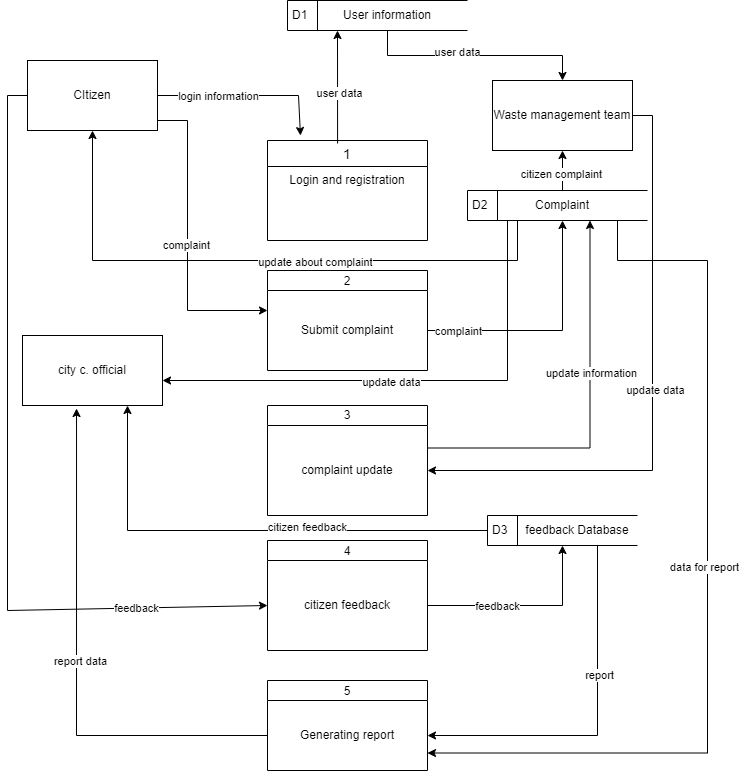 D1 User information
user data
CItizen
login information
user data
Waste management team
1
Login and registration
citizen complaint
D2 Complaint
complaint
update about complaint
2
Submit complaint
complaint
city c. official
update data
update information
update data
3
complaint update
citizen feedback
D3 feedback Database
4
citizen feedback
feedback
feedback
data for report
report data
report
5
Generating report